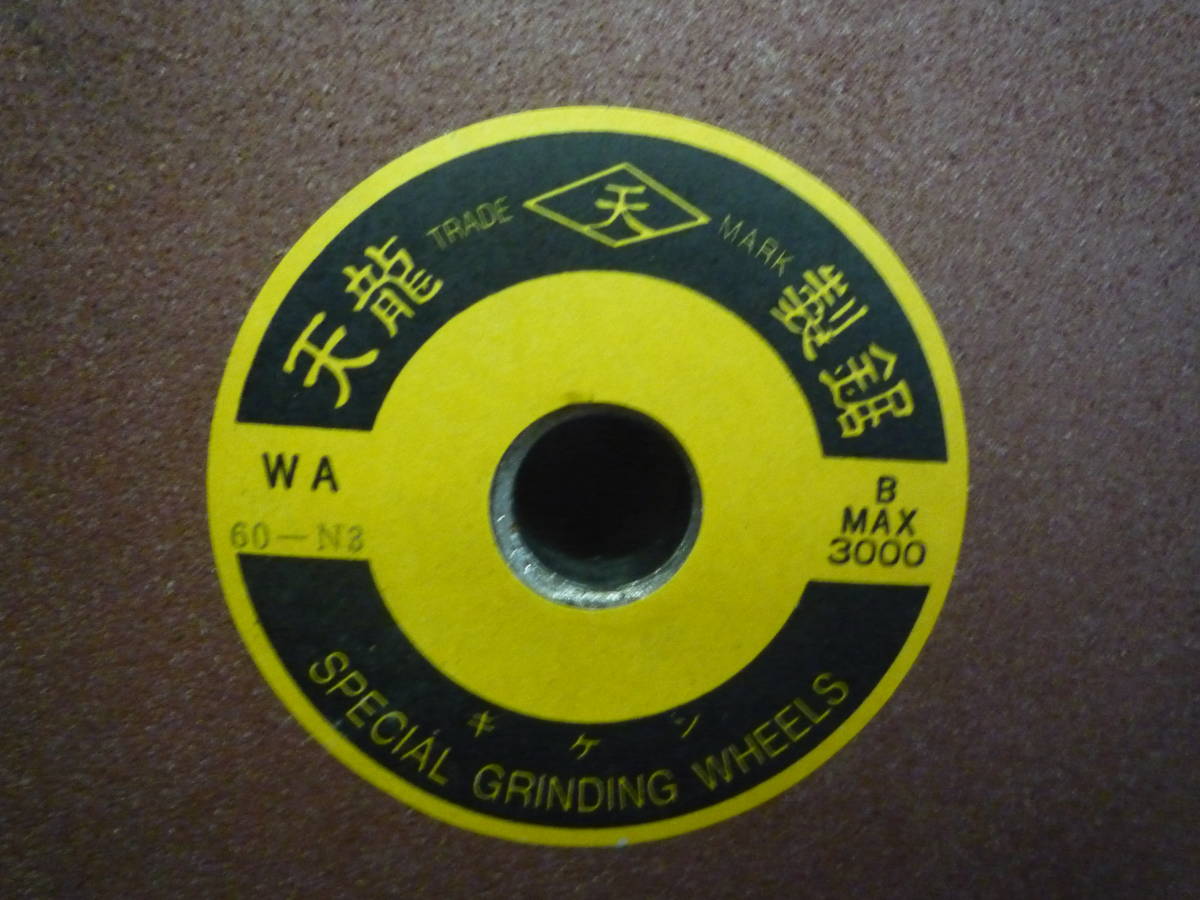 天龍 TRADE 天 MARK 製鋸
WA
60-N3
B
MAX
3000
キケン
SPECIAL GRINDING WHEELS